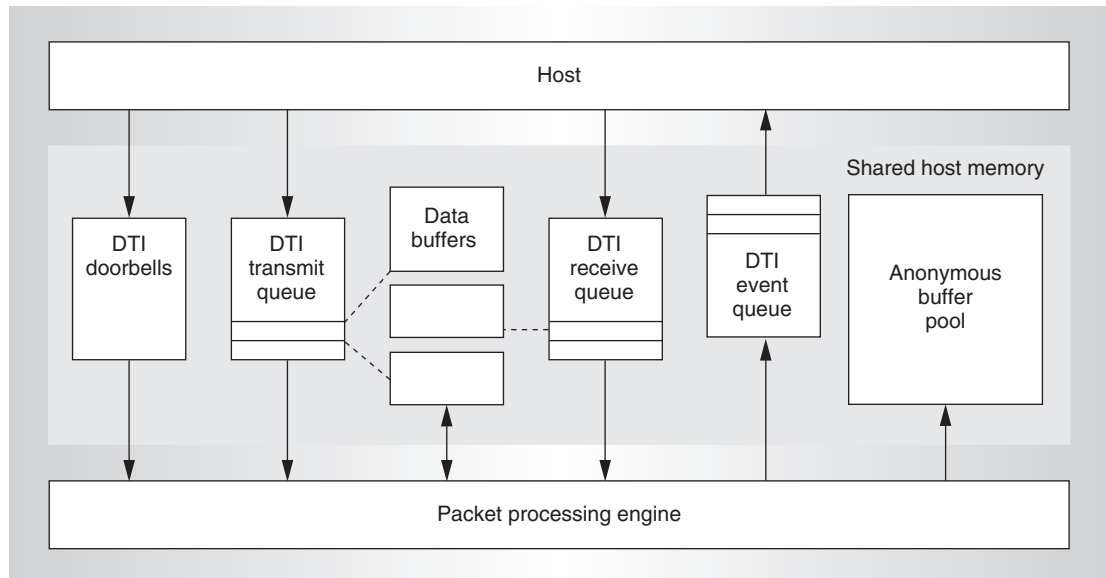 Host
Shared host memory
DTI
doorbells
DTI
transmit
queue
Data
buffers
DTI
receive
queue
DTI
event
queue
Anonymous
buffer
pool
Packet processing engine